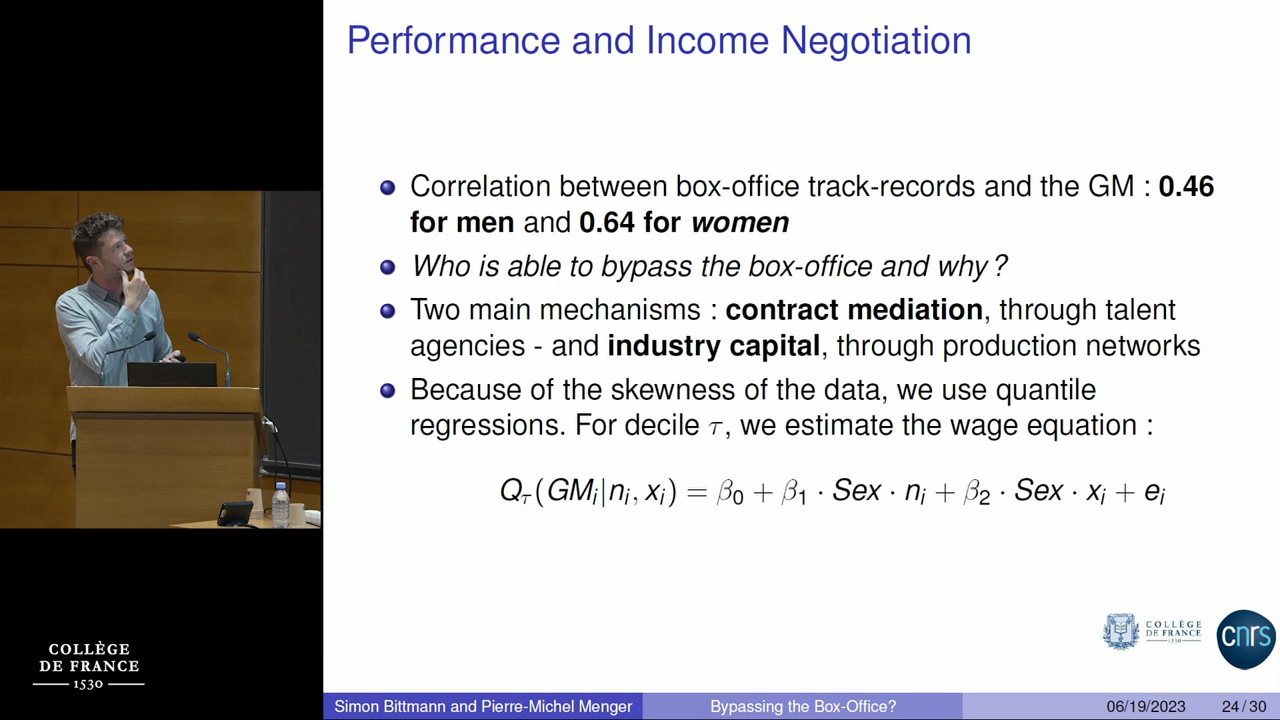 Performance and Income Negotiation
Correlation between box-office track-records and the GM : 0.46
for men and 0.64 for women
Who is able to bypass the box-office and why ?
Two main mechanisms : contract mediation, through talent
agencies - and industry capital, through production networks
Because of the skewness of the data, we use quantile
regressions. For decile τ, we estimate the wage equation :
Qτ(GMi|ni, xi) = β0 + β1 · Sex · ni + β2 · Sex · xi + ei
COLLÈGE
DE FRANCE
1530
cnrs
COLLÈGE
DE FRANCE
1530
Simon Bittmann and Pierre-Michel Menger
Bypassing the Box-Office?
06/19/2023
24 / 30